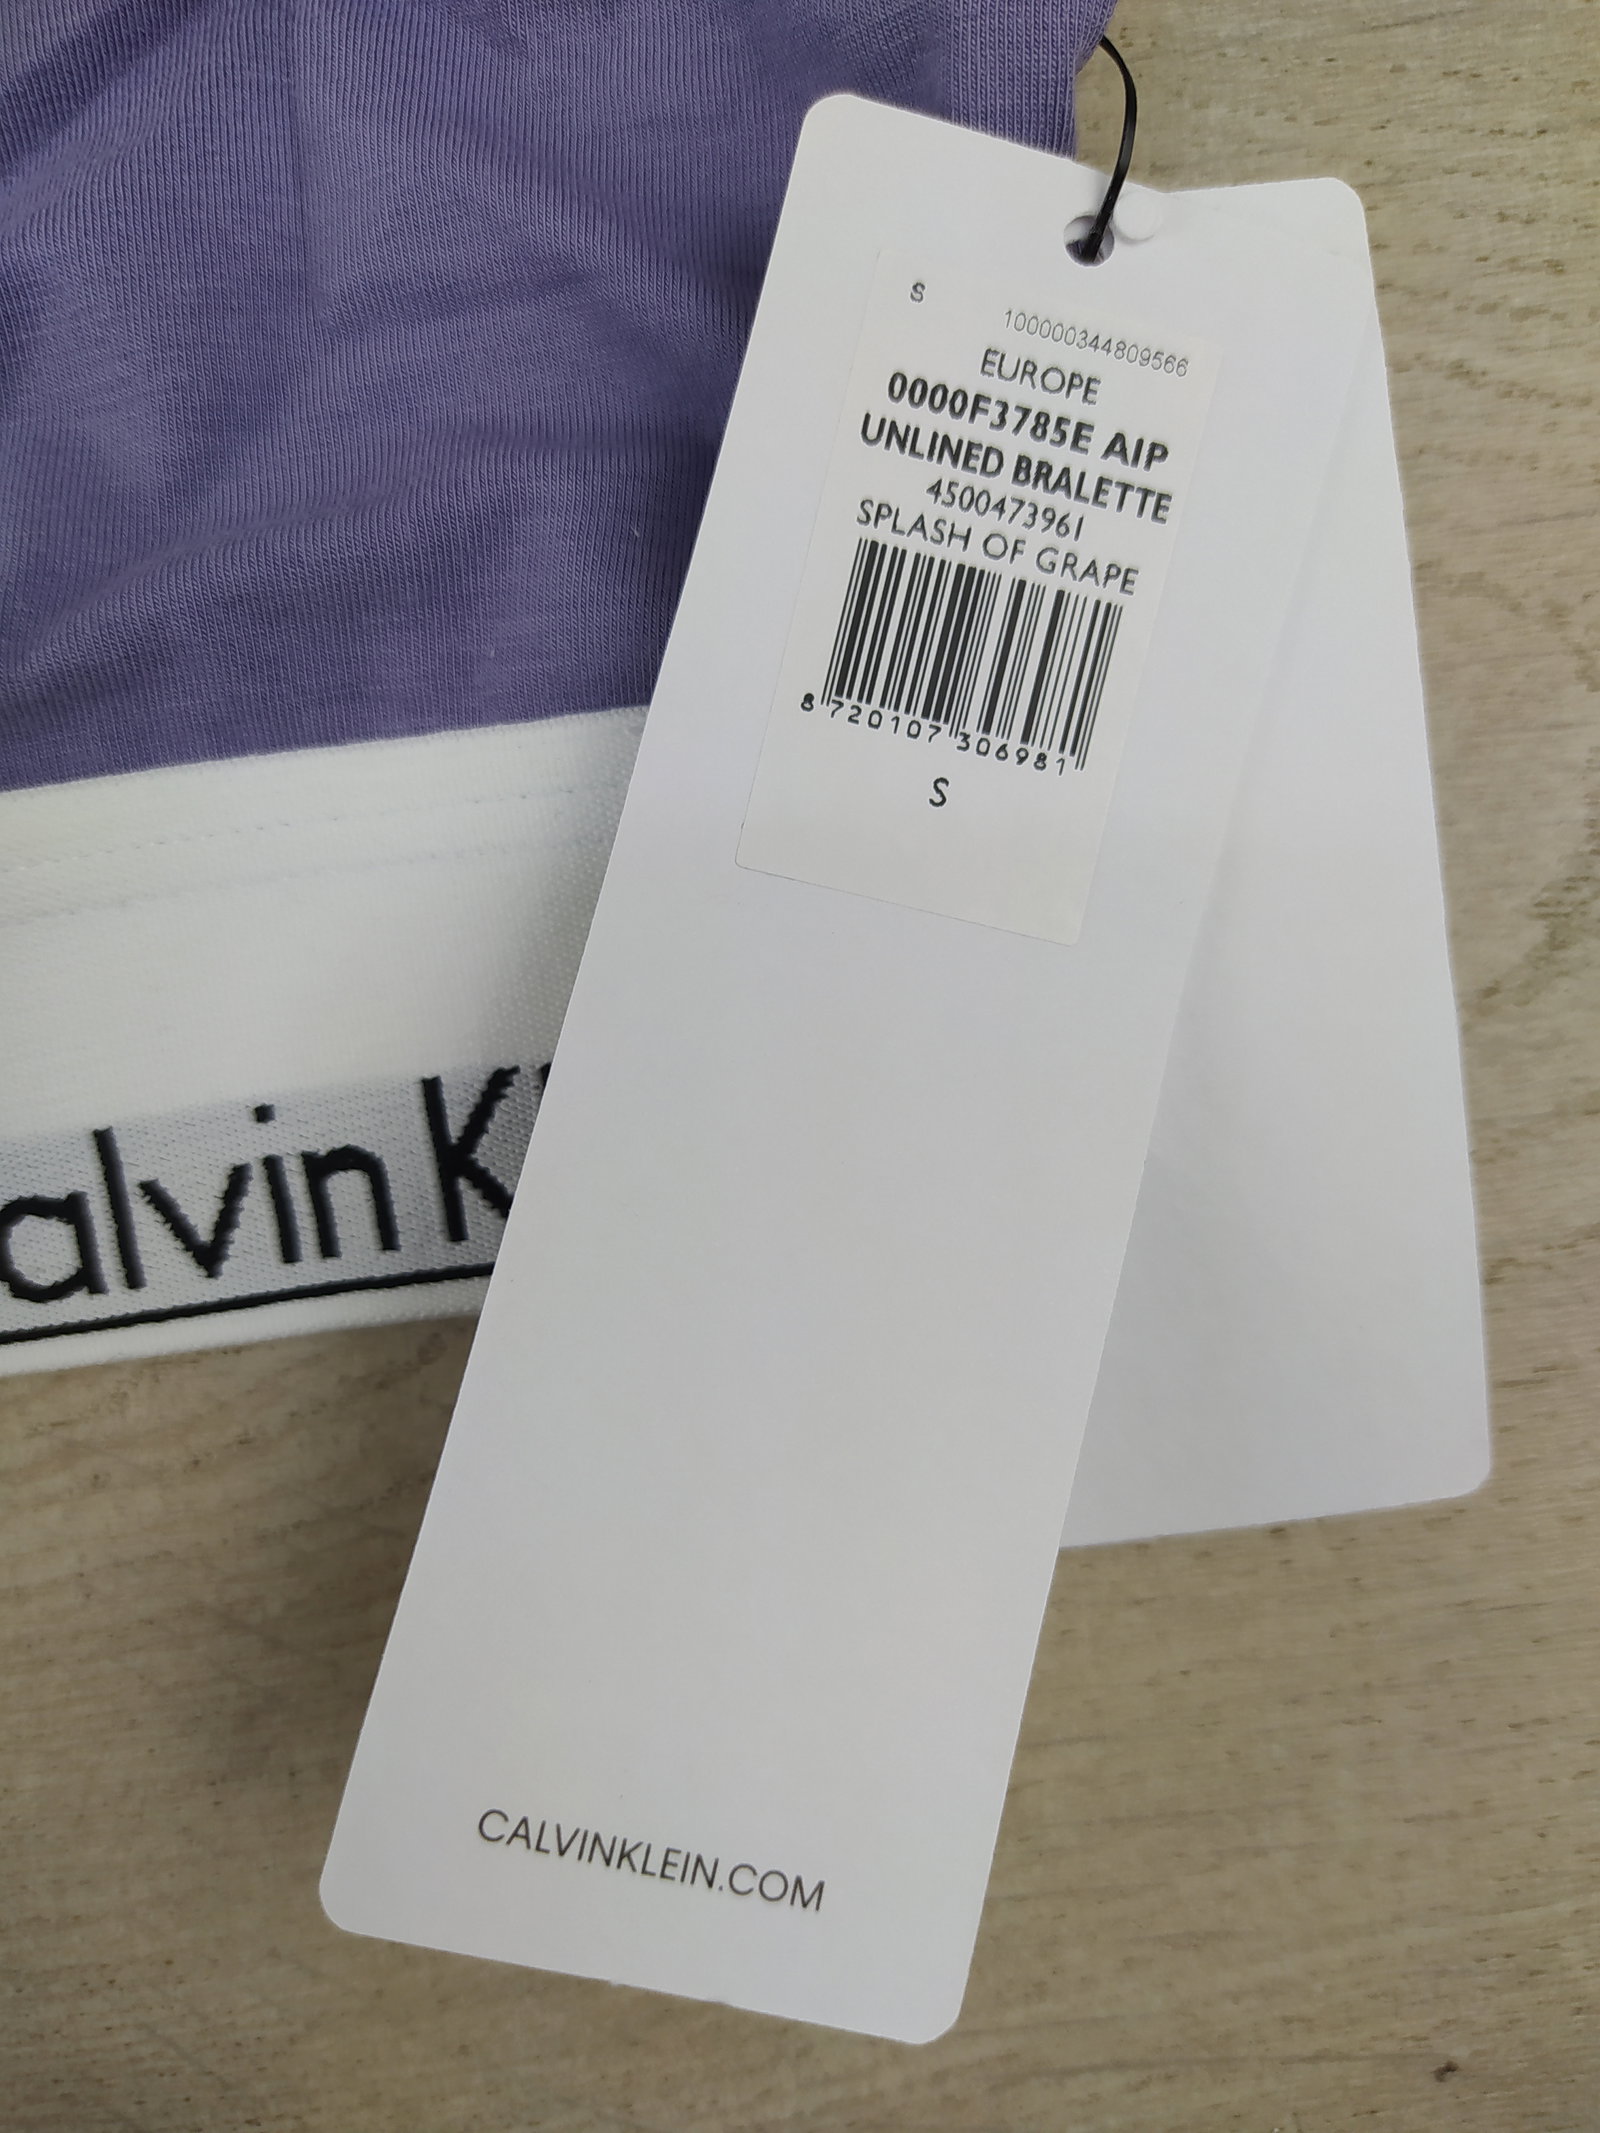 S
100000344809566
EUROPE
0000F3785E AIP
UNLINED BRALETTE
4500473961
SPLASH OF GRAPE
8 720107 306981
S
alvin K
CALVINKLEIN.COM